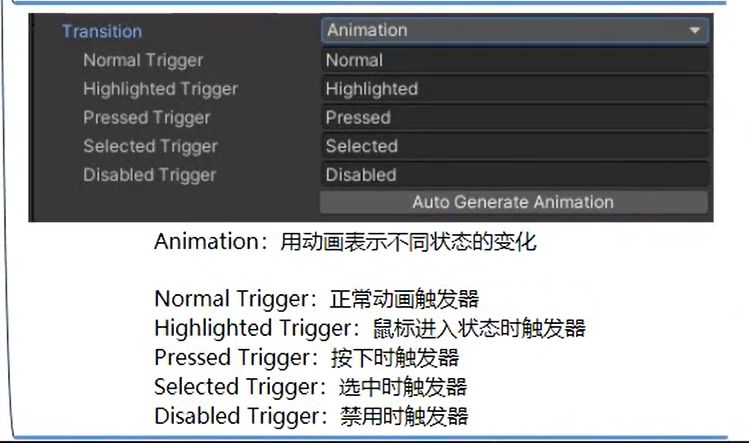 Transition Animation
Normal Trigger Normal
Highlighted Trigger Highlighted
Pressed Trigger Pressed
Selected Trigger Selected
Disabled Trigger Disabled
Auto Generate Animation
Animation：用动画表示不同状态的变化
Normal Trigger：正常动画触发器
Highlighted Trigger：鼠标进入状态时触发器
Pressed Trigger：按下时触发器
Selected Trigger：选中时触发器
Disabled Trigger：禁用时触发器